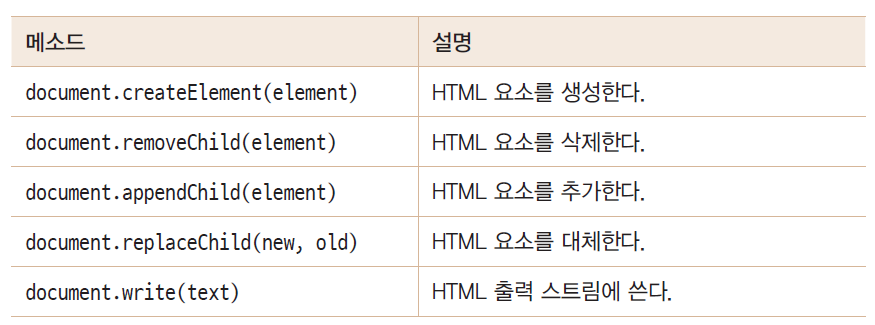 메소드 설명
document.createElement(element) HTML 요소를 생성한다.
document.removeChild(element) HTML 요소를 삭제한다.
document.appendChild(element) HTML 요소를 추가한다.
document.replaceChild(new, old) HTML 요소를 대체한다.
document.write(text) HTML 출력 스트림에 쓴다.